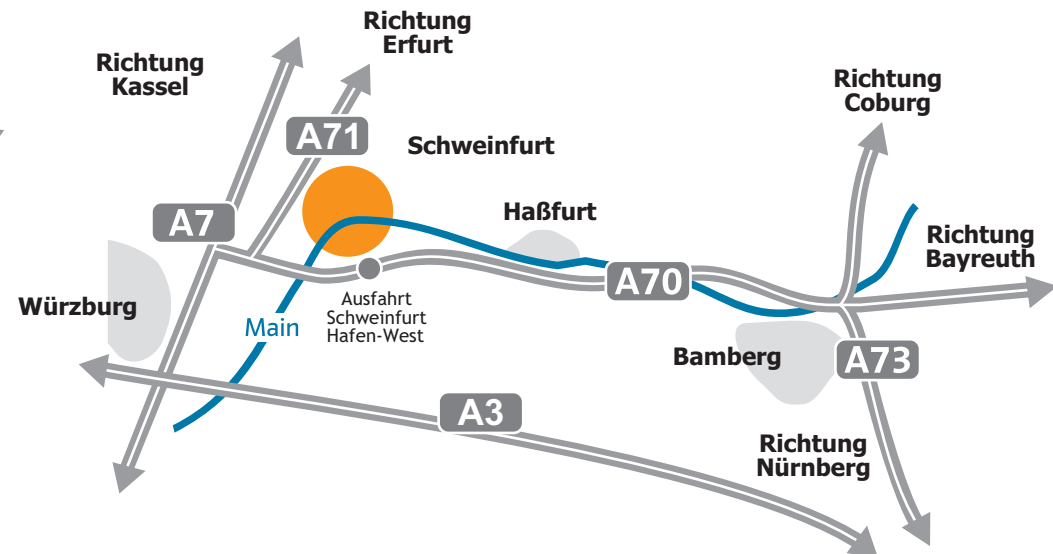 Richtung
Erfurt
Richtung
Kassel
Richtung
Coburg
A71
Schweinfurt
A7
Haßfurt
Richtung
Bayreuth
A70
Würzburg
Ausfahrt
Schweinfurt
Hafen-West
Main
Bamberg
A73
A3
Richtung
Nürnberg